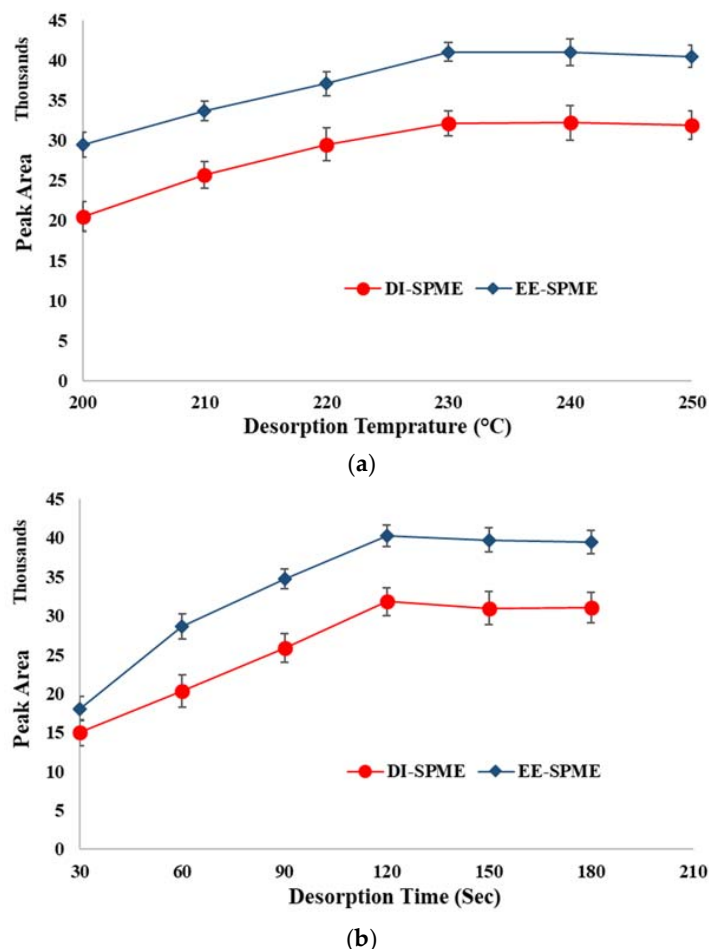 45
40
35
30
25
20
15
10
5
0
Peak Area
Thousands
DI-SPME
EE-SPME
200 210 220 230 240 250
Desorption Temprature (°C)
(a)
45
40
35
30
25
20
15
10
5
0
Peak Area
Thousands
DI-SPME
EE-SPME
30 60 90 120 150 180 210
Desorption Time (Sec)
(b)